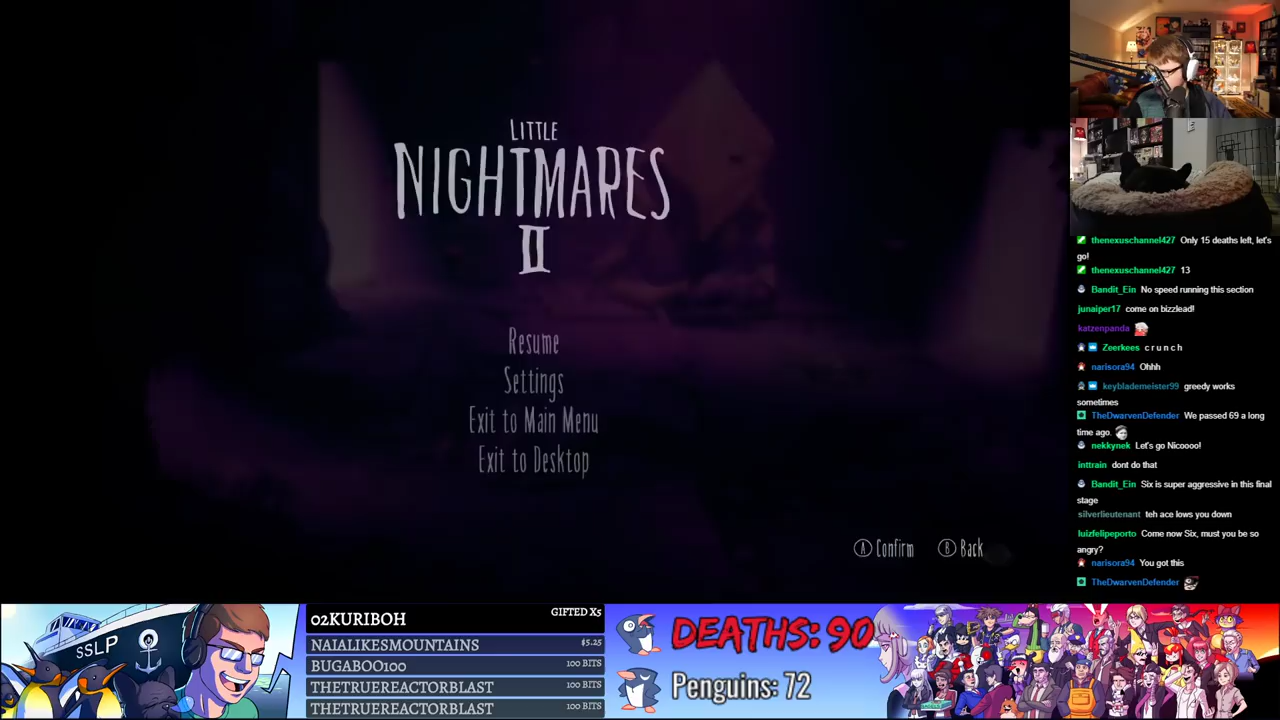 LITTLE
NIGHTMARES
II
Resume
Settings
Exit to Main Menu
Exit to Desktop
A Confirm B Back
thenexuschannel427 Only 15 deaths left, let's
go!
thenexuschannel427 13
Bandit_Ein No speed running this section
junaiper17 come on bizzlead!
katzenpanda
Zeerkees c r u n c h
narisora94 Ohhh
keyblademeister99 greedy works
sometimes
TheDwarvenDefender We passed 69 a long
time ago.
nekkynek Let's go Nicoooo!
inttrain dont do that
Bandit_Ein Six is super aggressive in this final
stage
silverlieutenant teh ace lows you down
luizfelipeporto Come now Six, must you be so
angry?
narisora94 You got this
TheDwarvenDefender
SSLP
02KURIBOH GIFTED X5
NAIALIKESMOUNTAINS $5.25
BUGABOO100 100 BITS
THETRUEREACTORBLAST 100 BITS
THETRUEREACTORBLAST 100 BITS
DEATHS: 90
Penguins: 72